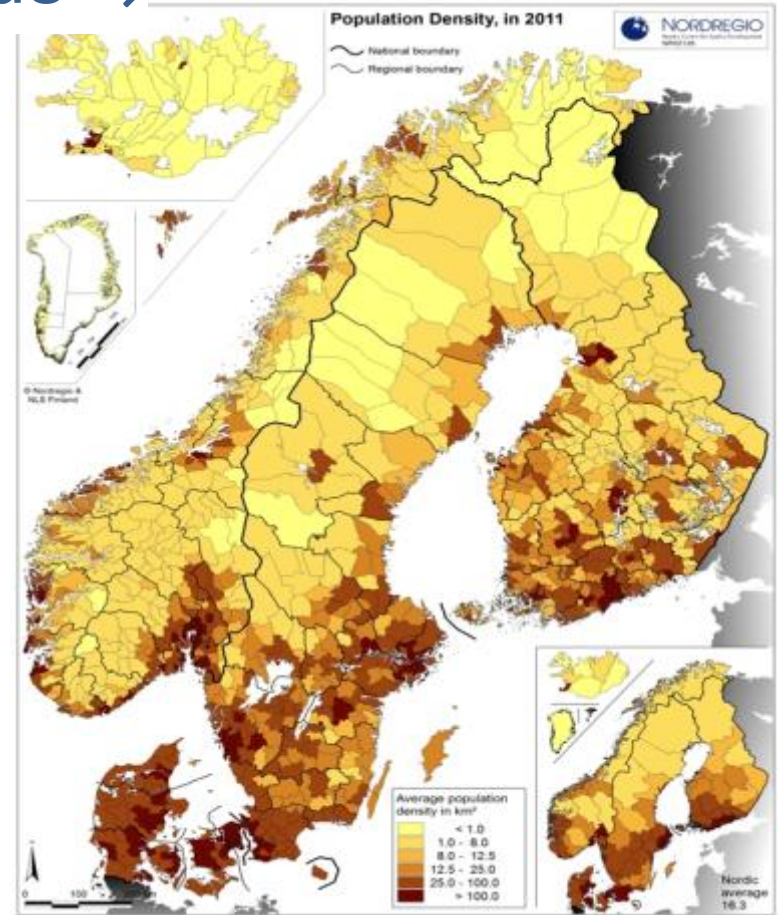 Population Density, in 2011
National boundary
Regional boundary
NORDREGIO
© Nordregio &
NLS Finland
Average population
density in km²
< 1.0
1.0 - 8.0
8.0 - 12.5
12.5 - 25.0
25.0 - 100.0
> 100.0
0 100
Nordic
average
16.3